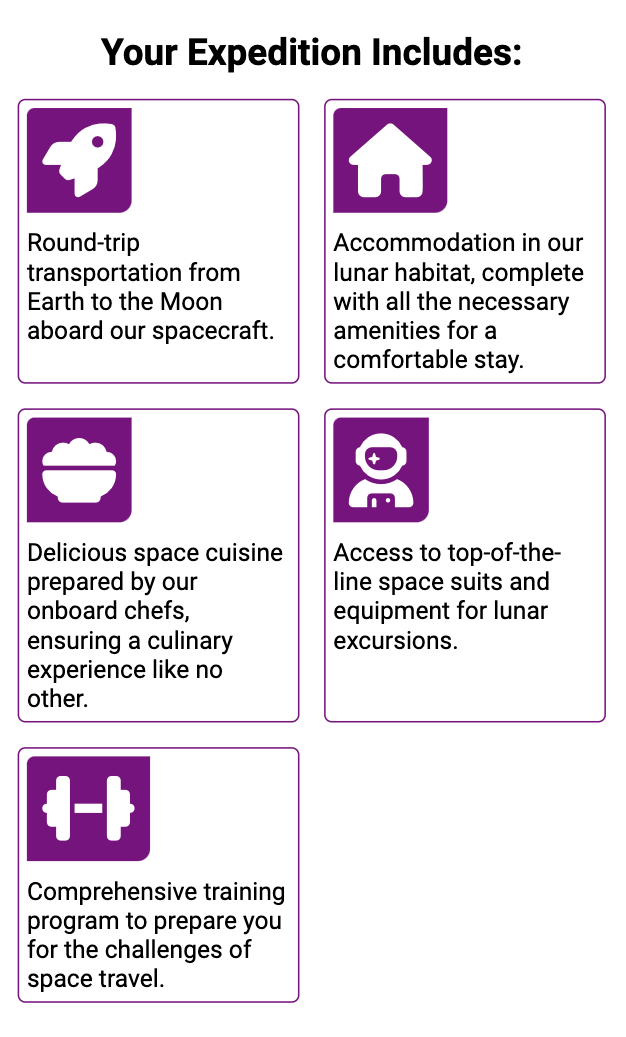 Your Expedition Includes:
Round-trip
transportation from
Earth to the Moon
aboard our spacecraft.
Accommodation in our
lunar habitat, complete
with all the necessary
amenities for a
comfortable stay.
Delicious space cuisine
prepared by our
onboard chefs,
ensuring a culinary
experience like no
other.
Access to top-of-the-
line space suits and
equipment for lunar
excursions.
Comprehensive training
program to prepare you
for the challenges of
space travel.